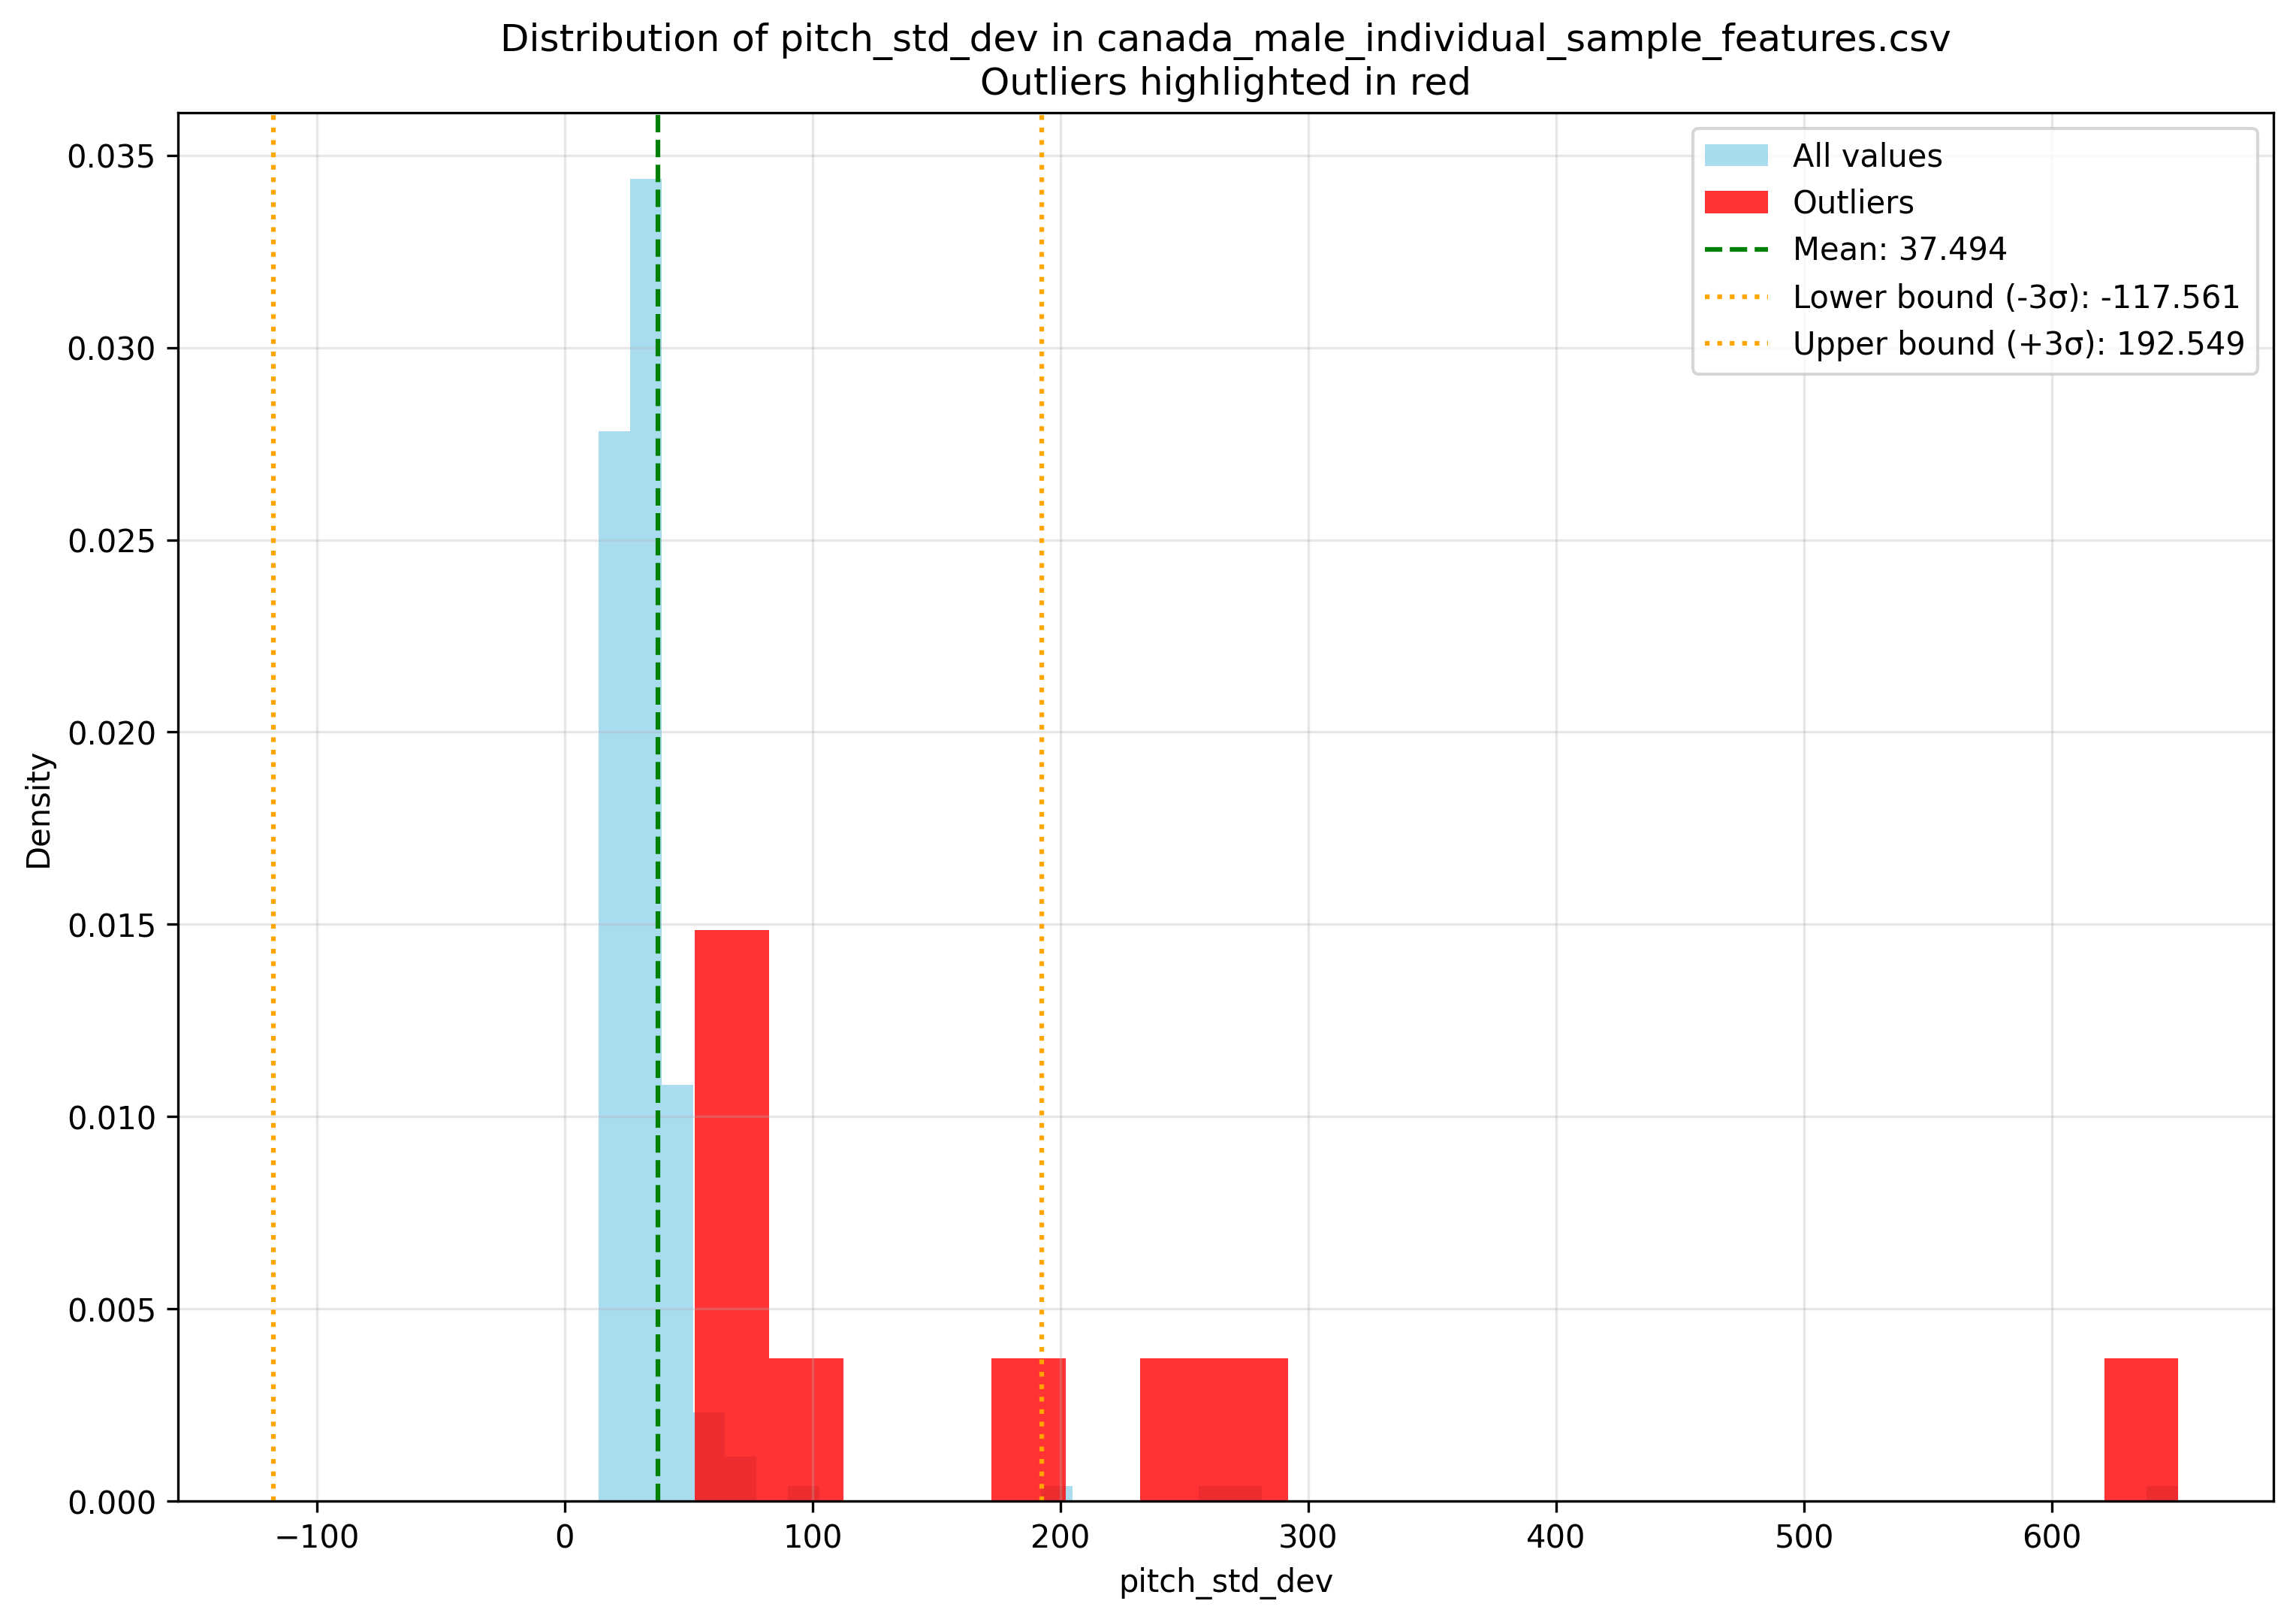 Distribution of pitch_std_dev in canada_male_individual_sample_features.csv
Outliers highlighted in red
All values
Outliers
Mean: 37.494
Lower bound (-3σ): -117.561
Upper bound (+3σ): 192.549
0.035
0.030
0.025
0.020
0.015
0.010
0.005
0.000
Density
−100
0
100
200
300
400
500
600
pitch_std_dev